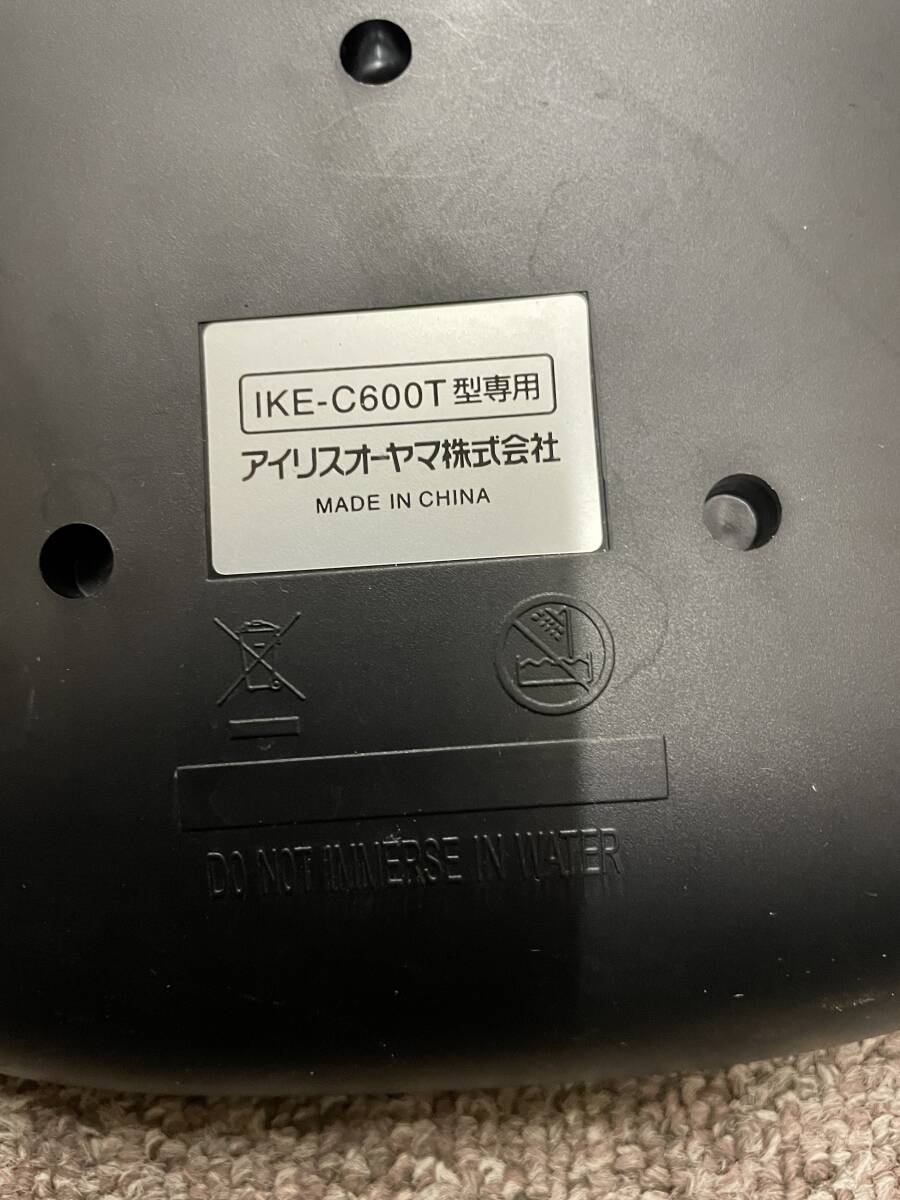 IKE-C600T 型専用
アイリスオーヤマ株式会社
MADE IN CHINA
DO NOT IMMERSE IN WATER